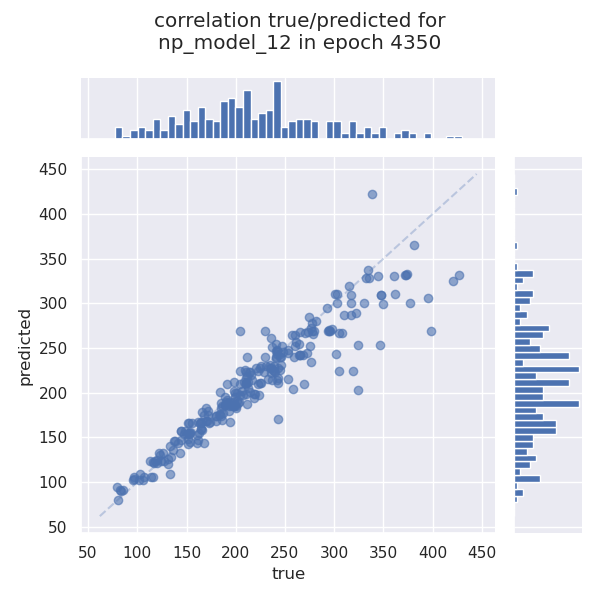 correlation true/predicted for
np_model_12 in epoch 4350
450
400
350
300
250
200
150
100
50
predicted
50 100 150 200 250 300 350 400 450
true